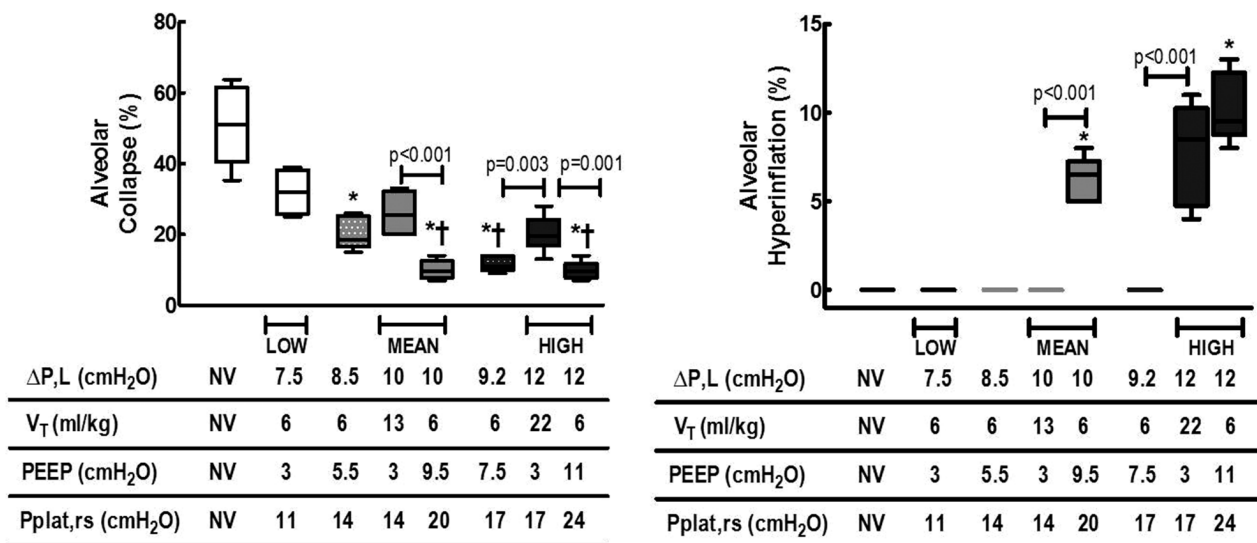 80
60
40
20
0
Alveolar
Collapse (%)
*
p<0.001
*†
p=0.003
p=0.001
*†
*†
LOW
MEAN
HIGH
ΔP,L (cmH₂O) NV 7.5 8.5 10 10 9.2 12 12
V_T (ml/kg) NV 6 6 13 6 6 22 6
PEEP (cmH₂O) NV 3 5.5 3 9.5 7.5 3 11
Pplat,rs (cmH₂O) NV 11 14 14 20 17 17 24
15
10
5
0
Alveolar
Hyperinflation (%)
p<0.001
*
p<0.001
*
LOW
MEAN
HIGH
ΔP,L (cmH₂O) NV 7.5 8.5 10 10 9.2 12 12
V_T (ml/kg) NV 6 6 13 6 6 22 6
PEEP (cmH₂O) NV 3 5.5 3 9.5 7.5 3 11
Pplat,rs (cmH₂O) NV 11 14 14 20 17 17 24